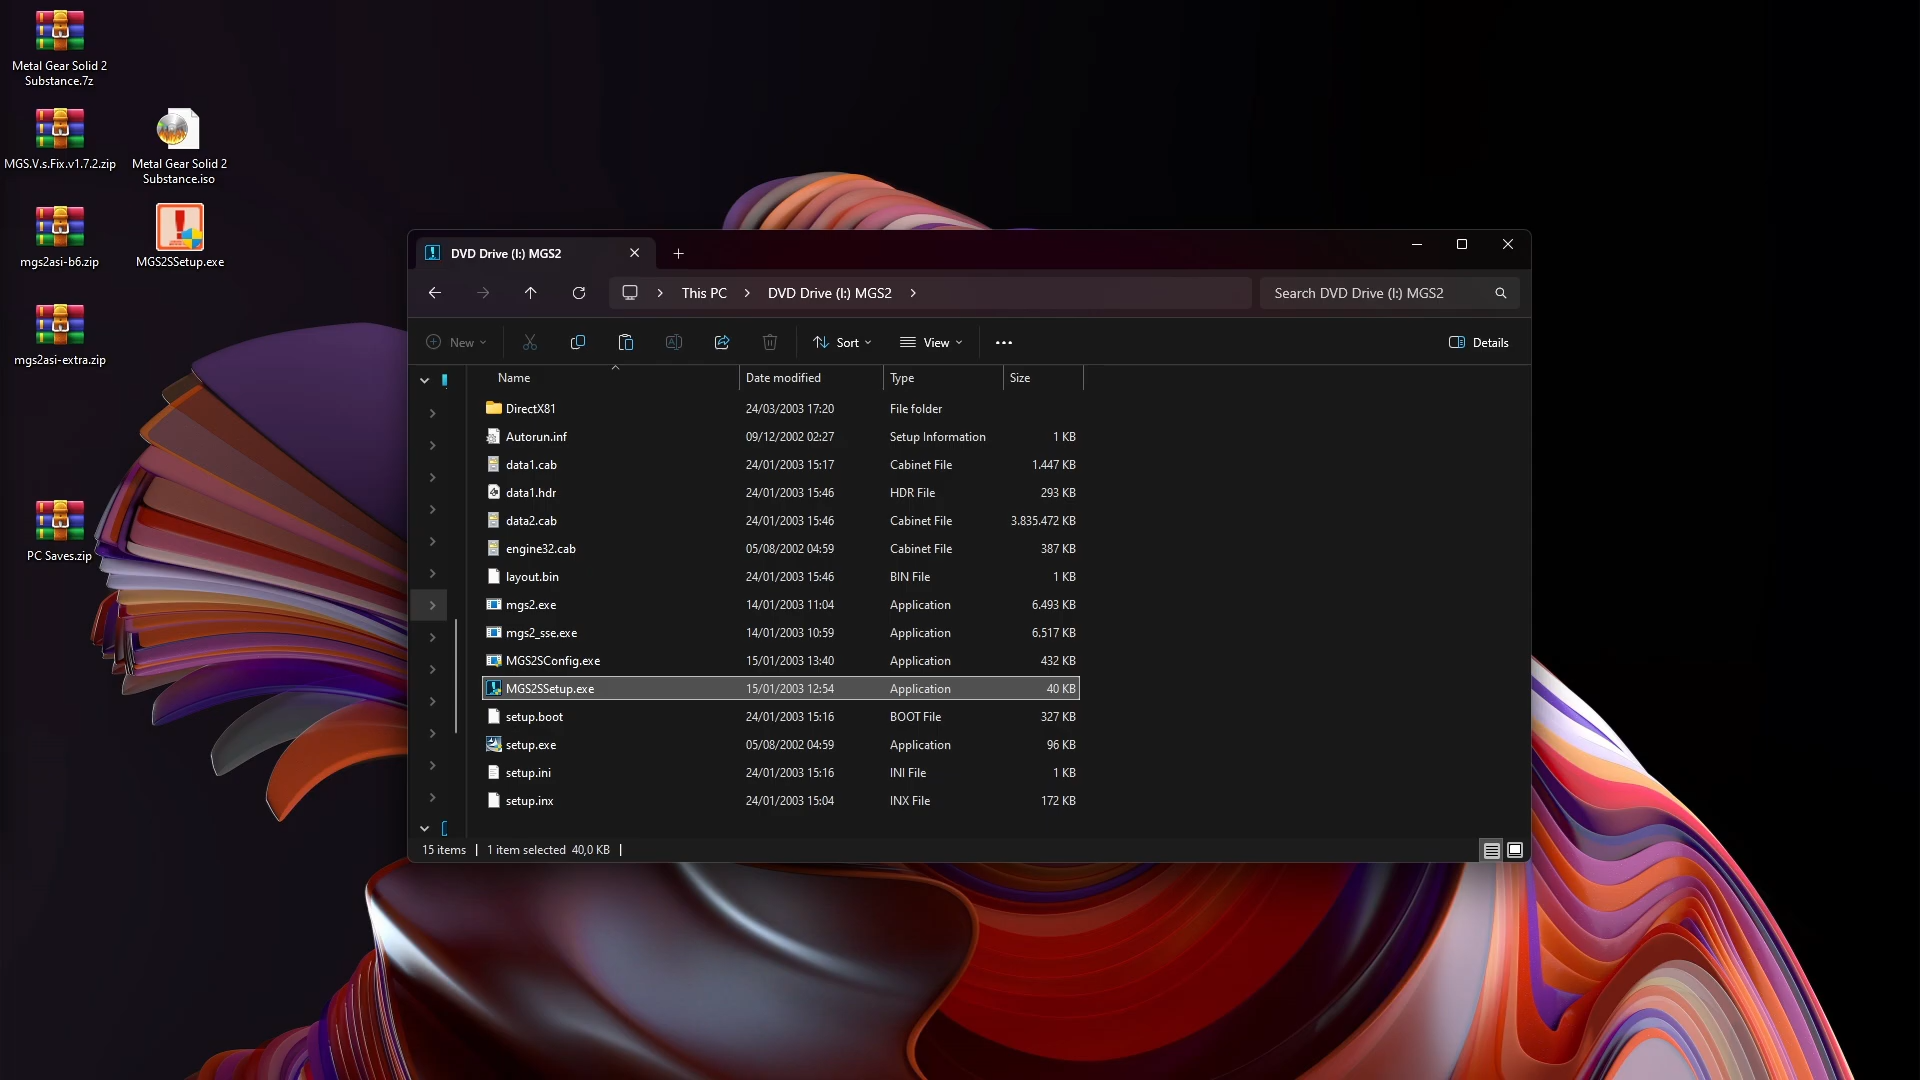 Metal Gear Solid 2
Substance.7z
MGS.V.s.Fix.v1.7.2.zip
Metal Gear Solid 2
Substance.iso
mgs2asi-b6.zip
MGS2SSetup.exe
mgs2asi-extra.zip
PC Saves.zip
DVD Drive (I:) MGS2
This PC
DVD Drive (I:) MGS2
Search DVD Drive (I:) MGS2
New
Sort
View
Details
Name Date modified Type Size
DirectX81 24/03/2003 17:20 File folder
Autorun.inf 09/12/2002 02:27 Setup Information 1 KB
data1.cab 24/01/2003 15:17 Cabinet File 1.447 KB
data1.hdr 24/01/2003 15:46 HDR File 293 KB
data2.cab 24/01/2003 15:46 Cabinet File 3.835.472 KB
engine32.cab 05/08/2002 04:59 Cabinet File 387 KB
layout.bin 24/01/2003 15:46 BIN File 1 KB
mgs2.exe 14/01/2003 11:04 Application 6.493 KB
mgs2_sse.exe 14/01/2003 10:59 Application 6.517 KB
MGS2SConfig.exe 15/01/2003 13:40 Application 432 KB
MGS2SSetup.exe 15/01/2003 12:54 Application 40 KB
setup.boot 24/01/2003 15:16 BOOT File 327 KB
setup.exe 05/08/2002 04:59 Application 96 KB
setup.ini 24/01/2003 15:16 INI File 1 KB
setup.inx 24/01/2003 15:04 INX File 172 KB
15 items 1 item selected 40,0 KB